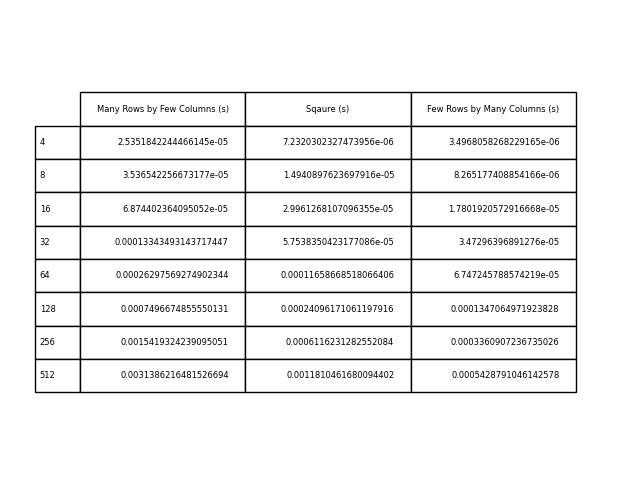 Many Rows by Few Columns (s) Sqaure (s) Few Rows by Many Columns (s)
4 2.5351842244466145e-05 7.2320302327473956e-06 3.4968058268229165e-06
8 3.536542256673177e-05 1.4940897623697916e-05 8.265177408854166e-06
16 6.874402364095052e-05 2.9961268107096355e-05 1.7801920572916668e-05
32 0.00013343493143717447 5.7538350423177086e-05 3.47296396891276e-05
64 0.00026297569274902344 0.00011658668518066406 6.747245788574219e-05
128 0.0007496674855550131 0.00024096171061197916 0.0001347064971923828
256 0.0015419324239095051 0.0006116231282552084 0.0003360907236735026
512 0.0031386216481526694 0.0011810461680094402 0.0005428791046142578